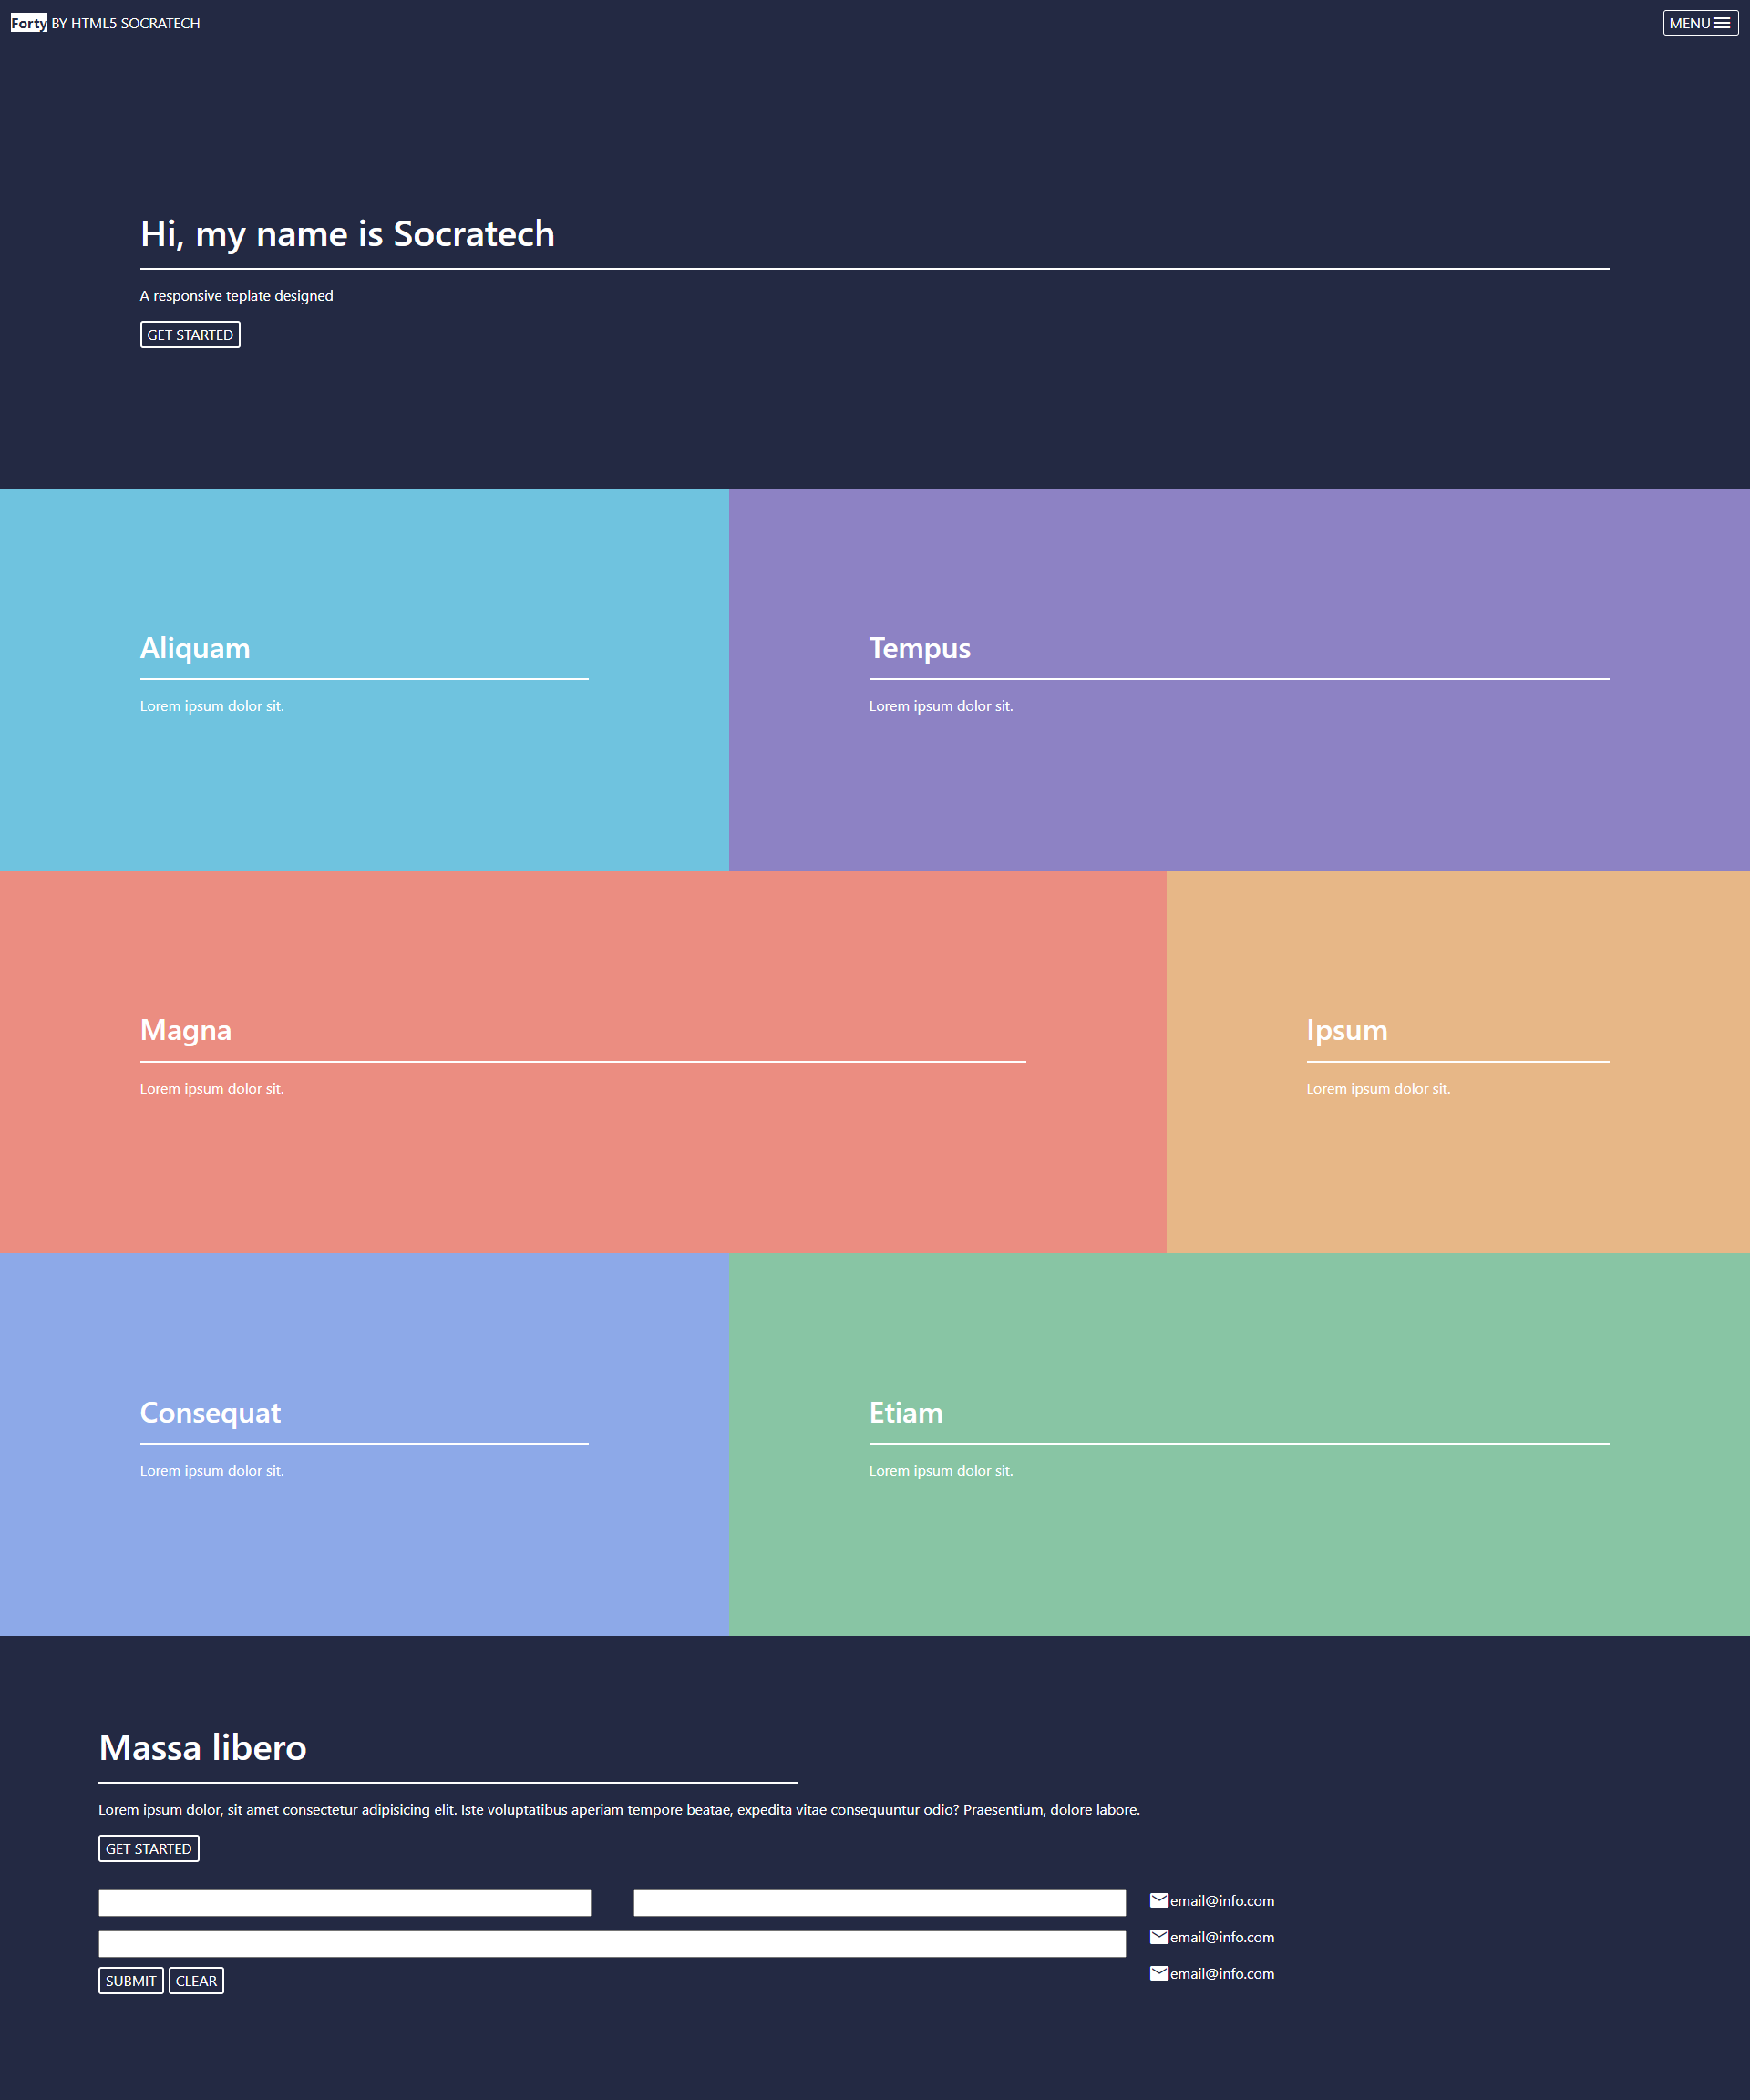 Forty BY HTML5 SOCRATECH
MENU
Hi, my name is Socratech
A responsive teplate designed
GET STARTED
Aliquam
Lorem ipsum dolor sit.
Tempus
Lorem ipsum dolor sit.
Magna
Lorem ipsum dolor sit.
Ipsum
Lorem ipsum dolor sit.
Consequat
Lorem ipsum dolor sit.
Etiam
Lorem ipsum dolor sit.
Massa libero
Lorem ipsum dolor, sit amet consectetur adipisicing elit. Iste voluptatibus aperiam tempore beatae, expedita vitae consequuntur odio? Praesentium, dolore labore.
GET STARTED
email@info.com
email@info.com
email@info.com
SUBMIT CLEAR